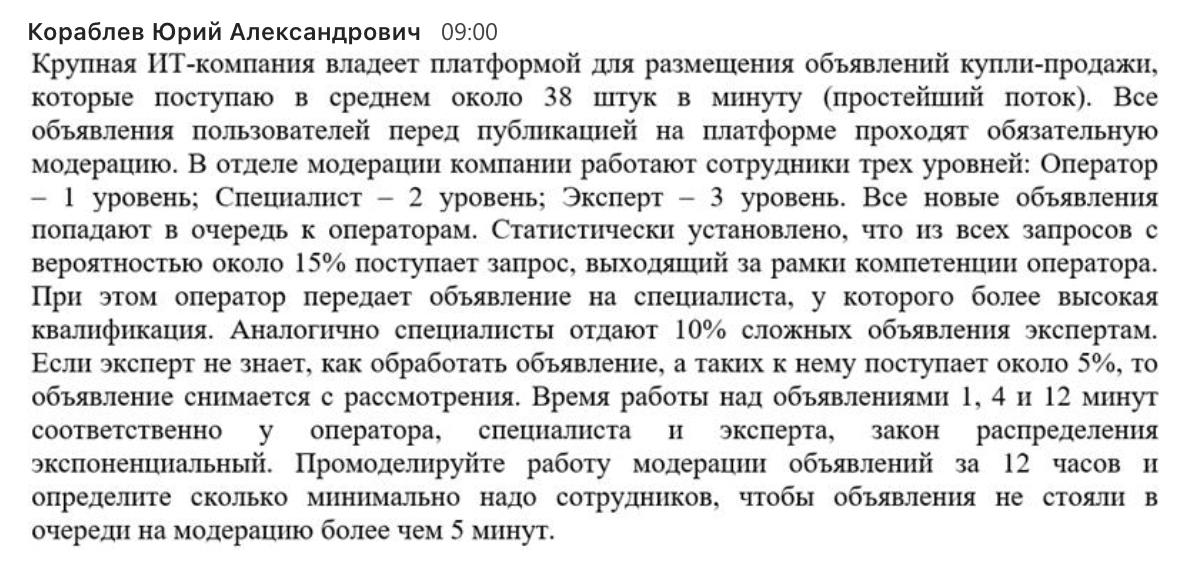 Кораблев Юрий Александрович 09:00
Крупная ИТ-компания владеет платформой для размещения объявлений купли-продажи,
которые поступаю в среднем около 38 штук в минуту (простейший поток). Все
объявления пользователей перед публикацией на платформе проходят обязательную
модерацию. В отделе модерации компании работают сотрудники трех уровней: Оператор
– 1 уровень; Специалист – 2 уровень; Эксперт – 3 уровень. Все новые объявления
попадают в очередь к операторам. Статистически установлено, что из всех запросов с
вероятностью около 15% поступает запрос, выходящий за рамки компетенции оператора.
При этом оператор передает объявление на специалиста, у которого более высокая
квалификация. Аналогично специалисты отдают 10% сложных объявления экспертам.
Если эксперт не знает, как обработать объявление, а таких к нему поступает около 5%, то
объявление снимается с рассмотрения. Время работы над объявлениями 1, 4 и 12 минут
соответственно у оператора, специалиста и эксперта, закон распределения
экспоненциальный. Промоделируйте работу модерации объявлений за 12 часов и
определите сколько минимально надо сотрудников, чтобы объявления не стояли в
очереди на модерацию более чем 5 минут.